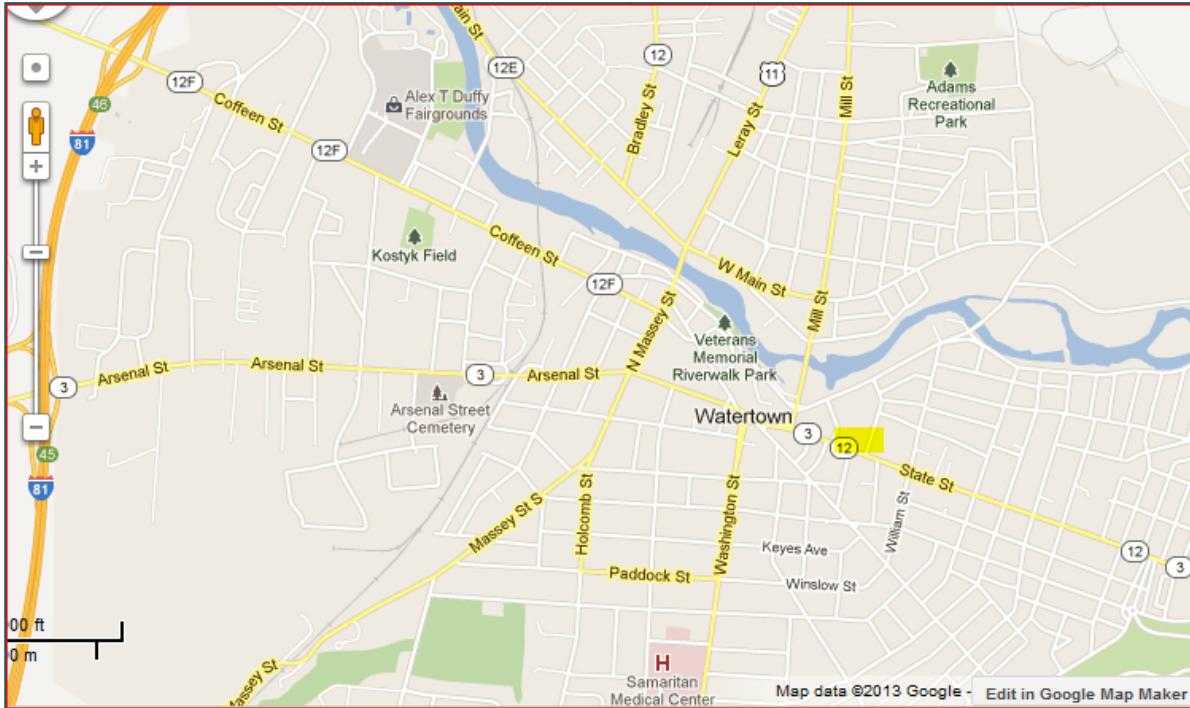 ain St
12E
12
11
Mill St
Adams
Recreational
Park
12F
46
81
Coffeen St
Alex T Duffy
Fairgrounds
Bradley St
Leray St
12F
Kostyk Field
Coffeen St
12F
W Main St
N Massey St
Mill St
Veterans
Memorial
Riverwalk Park
3
Arsenal St
Arsenal St
3
Arsenal St
Arsenal Street
Cemetery
Watertown
3
12
State St
45
81
Massey St S
Holcomb St
Washington St
William St
Keyes Ave
12
3
Paddock St
Winslow St
00 ft
0 m
Massey St
H
Samaritan
Medical Center
Map data ©2013 Google -
Edit in Google Map Maker